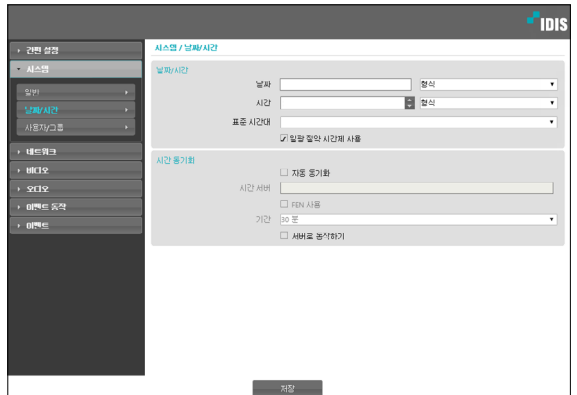 IDIS
간편 설정
시스템
일반
날짜/시간
사용자/그룹
네트워크
비디오
오디오
이벤트 동작
이벤트
시스템 / 날짜/시간
날짜/시간
날짜 형식
시간 형식
표준 시간대
일광 절약 시간제 사용
시간 동기화
자동 동기화
시간 서버
FEN 사용
기간 30 분
서버로 동작하기
저장